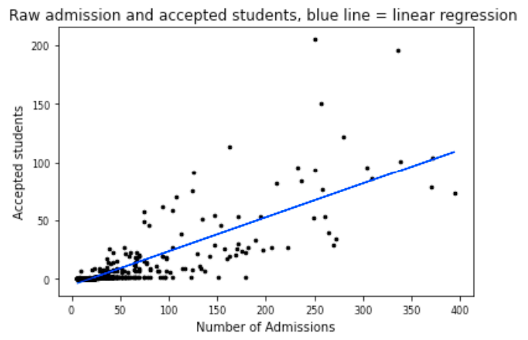 Raw admission and accepted students, blue line = linear regression
200
150
100
50
0
Accepted students
0 50 100 150 200 250 300 350 400
Number of Admissions